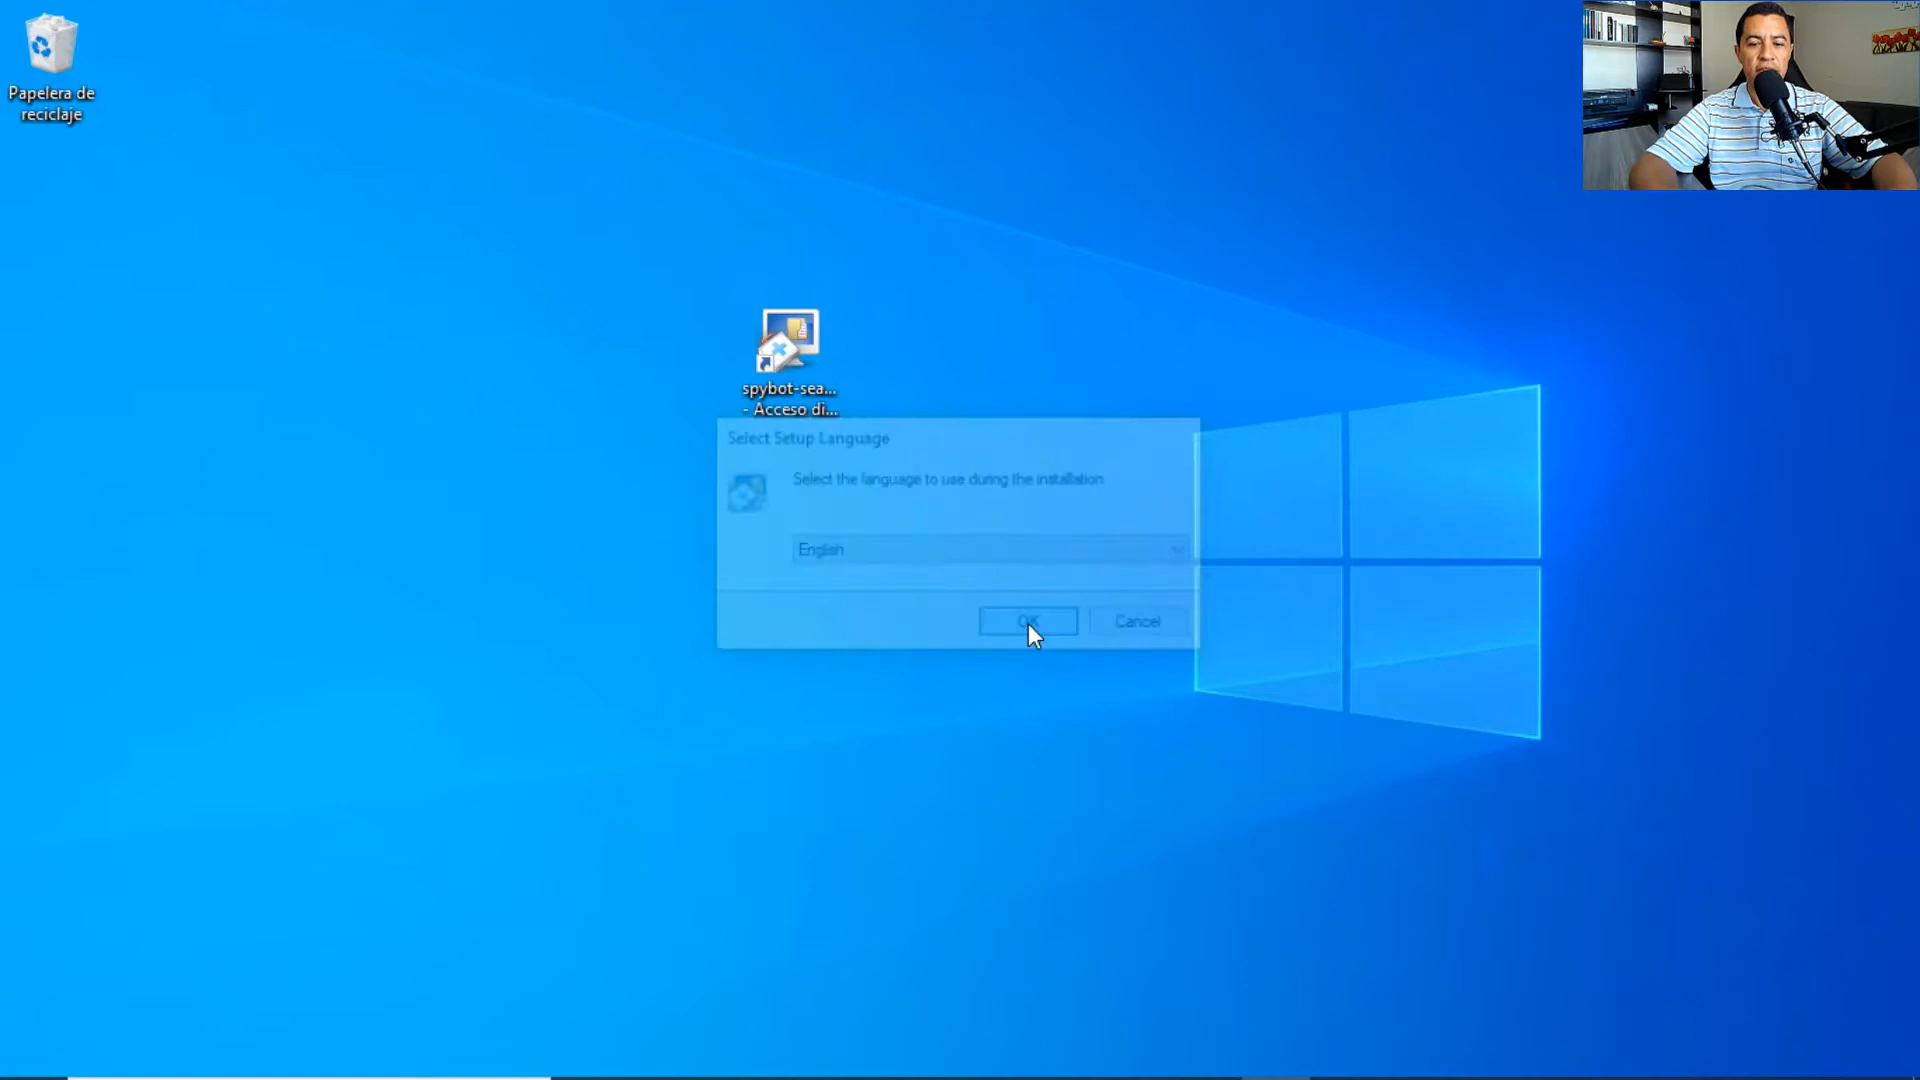 Papelera de
reciclaje
spybot-sea...
- Acceso di...
Select Setup Language
Select the language to use during the installation
English
OK
Cancel